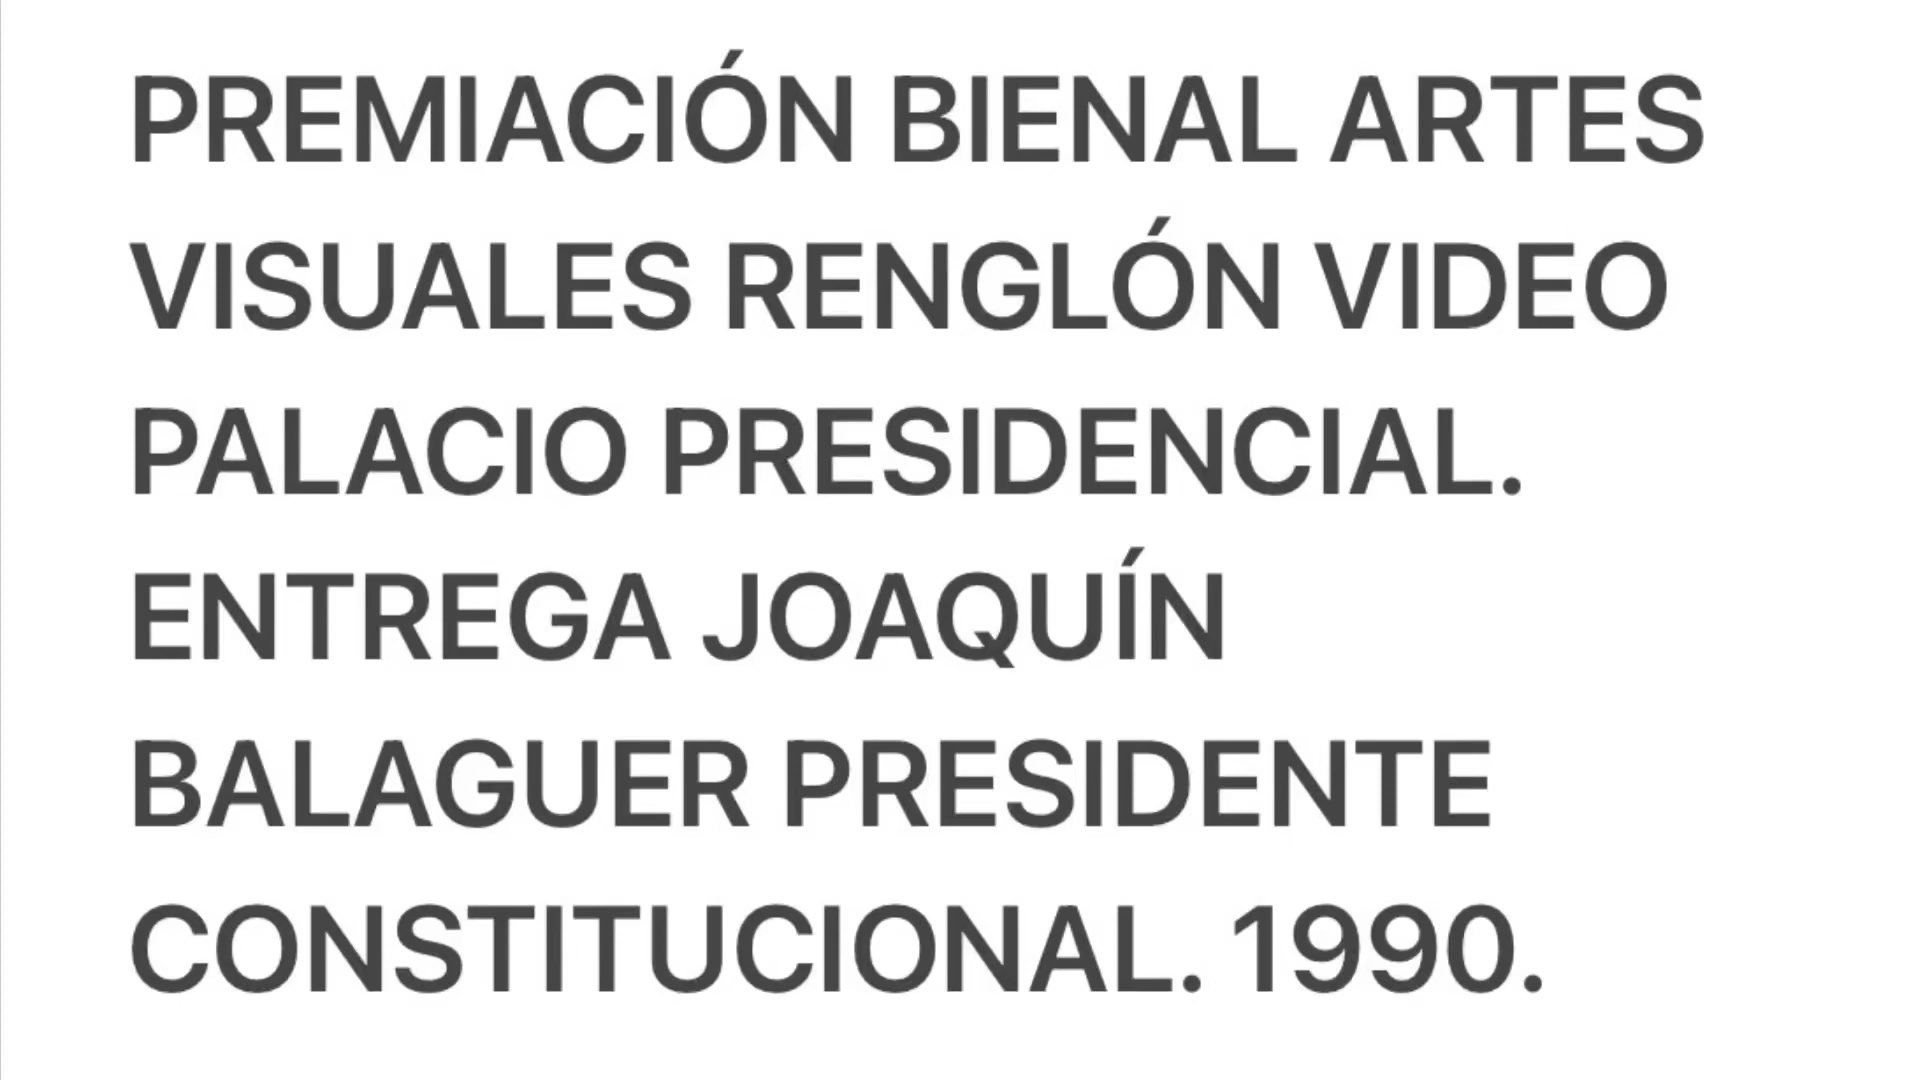 PREMIACIÓN BIENAL ARTES
VISUALES RENGLÓN VIDEO
PALACIO PRESIDENCIAL.
ENTREGA JOAQUÍN
BALAGUER PRESIDENTE
CONSTITUCIONAL. 1990.